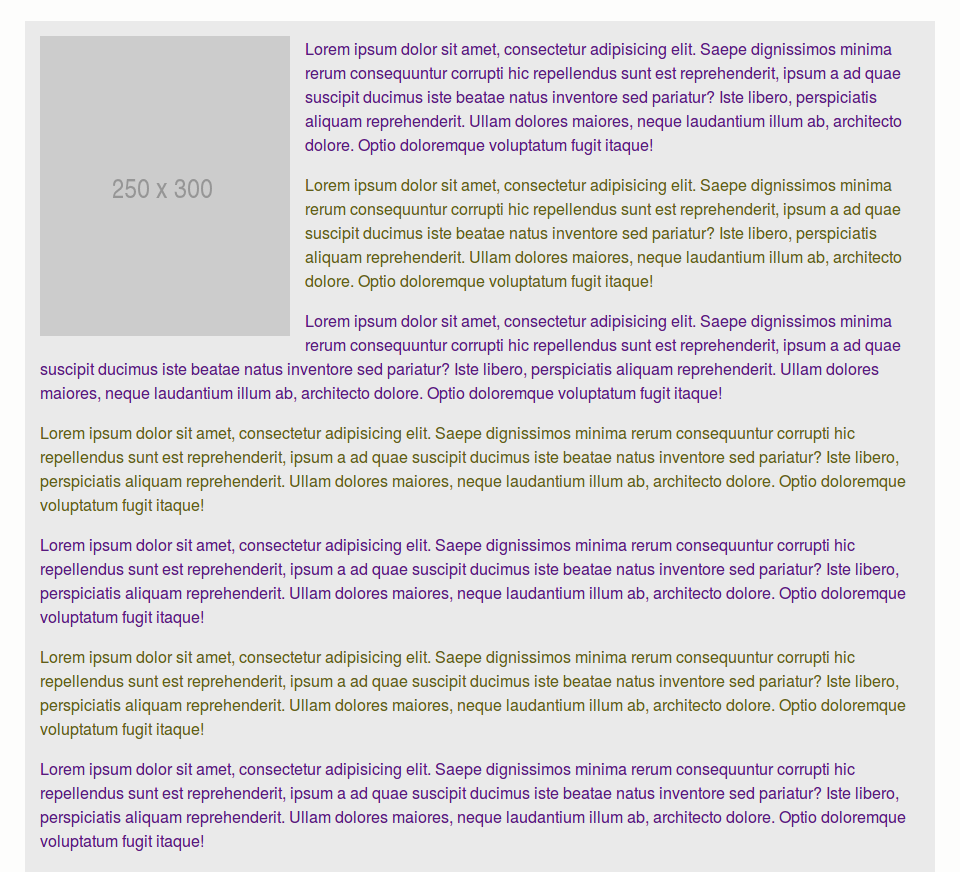 250 x 300
Lorem ipsum dolor sit amet, consectetur adipisicing elit. Saepe dignissimos minima
rerum consequuntur corrupti hic repellendus sunt est reprehenderit, ipsum a ad quae
suscipit ducimus iste beatae natus inventore sed pariatur? Iste libero, perspiciatis
aliquam reprehenderit. Ullam dolores maiores, neque laudantium illum ab, architecto
dolore. Optio doloremque voluptatum fugit itaque!
Lorem ipsum dolor sit amet, consectetur adipisicing elit. Saepe dignissimos minima
rerum consequuntur corrupti hic repellendus sunt est reprehenderit, ipsum a ad quae
suscipit ducimus iste beatae natus inventore sed pariatur? Iste libero, perspiciatis
aliquam reprehenderit. Ullam dolores maiores, neque laudantium illum ab, architecto
dolore. Optio doloremque voluptatum fugit itaque!
Lorem ipsum dolor sit amet, consectetur adipisicing elit. Saepe dignissimos minima
rerum consequuntur corrupti hic repellendus sunt est reprehenderit, ipsum a ad quae
suscipit ducimus iste beatae natus inventore sed pariatur? Iste libero, perspiciatis aliquam reprehenderit. Ullam dolores
maiores, neque laudantium illum ab, architecto dolore. Optio doloremque voluptatum fugit itaque!
Lorem ipsum dolor sit amet, consectetur adipisicing elit. Saepe dignissimos minima rerum consequuntur corrupti hic
repellendus sunt est reprehenderit, ipsum a ad quae suscipit ducimus iste beatae natus inventore sed pariatur? Iste libero,
perspiciatis aliquam reprehenderit. Ullam dolores maiores, neque laudantium illum ab, architecto dolore. Optio doloremque
voluptatum fugit itaque!
Lorem ipsum dolor sit amet, consectetur adipisicing elit. Saepe dignissimos minima rerum consequuntur corrupti hic
repellendus sunt est reprehenderit, ipsum a ad quae suscipit ducimus iste beatae natus inventore sed pariatur? Iste libero,
perspiciatis aliquam reprehenderit. Ullam dolores maiores, neque laudantium illum ab, architecto dolore. Optio doloremque
voluptatum fugit itaque!
Lorem ipsum dolor sit amet, consectetur adipisicing elit. Saepe dignissimos minima rerum consequuntur corrupti hic
repellendus sunt est reprehenderit, ipsum a ad quae suscipit ducimus iste beatae natus inventore sed pariatur? Iste libero,
perspiciatis aliquam reprehenderit. Ullam dolores maiores, neque laudantium illum ab, architecto dolore. Optio doloremque
voluptatum fugit itaque!
Lorem ipsum dolor sit amet, consectetur adipisicing elit. Saepe dignissimos minima rerum consequuntur corrupti hic
repellendus sunt est reprehenderit, ipsum a ad quae suscipit ducimus iste beatae natus inventore sed pariatur? Iste libero,
perspiciatis aliquam reprehenderit. Ullam dolores maiores, neque laudantium illum ab, architecto dolore. Optio doloremque
voluptatum fugit itaque!